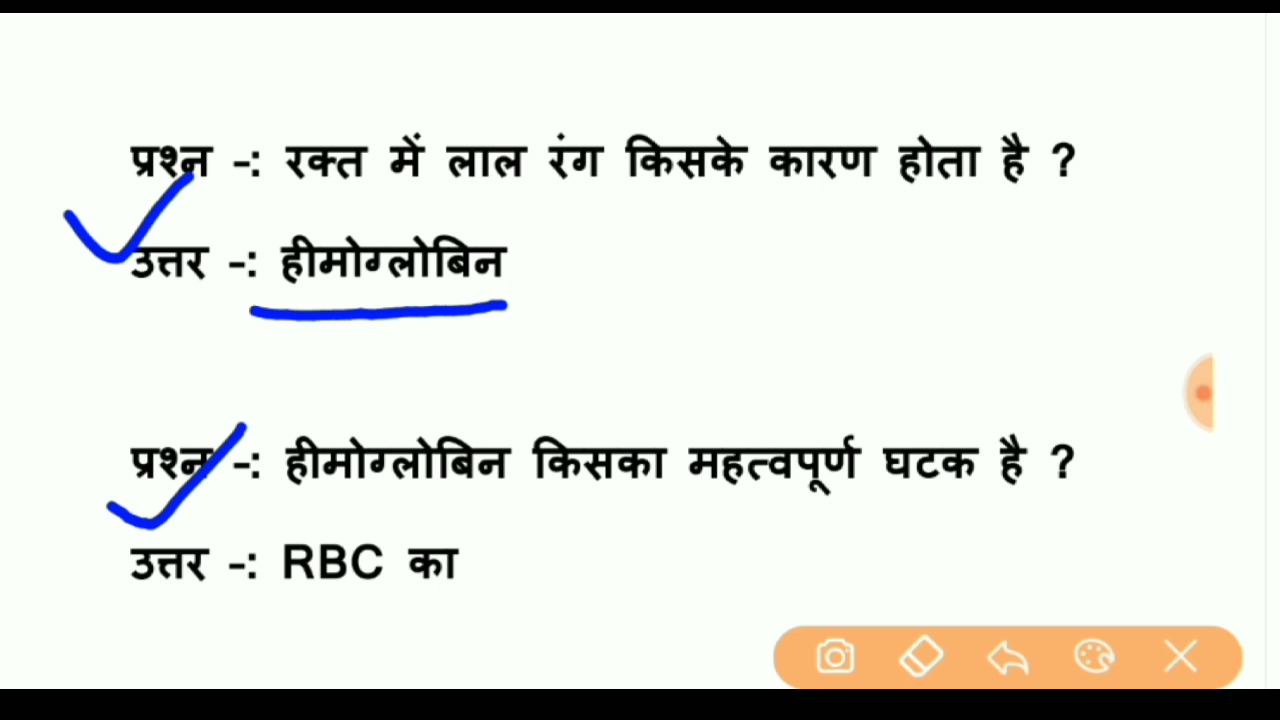 प्रश्न -: रक्त में लाल रंग किसके कारण होता है ?
उत्तर -: हीमोग्लोबिन
प्रश्न -: हीमोग्लोबिन किसका महत्वपूर्ण घटक है ?
उत्तर -: RBC का